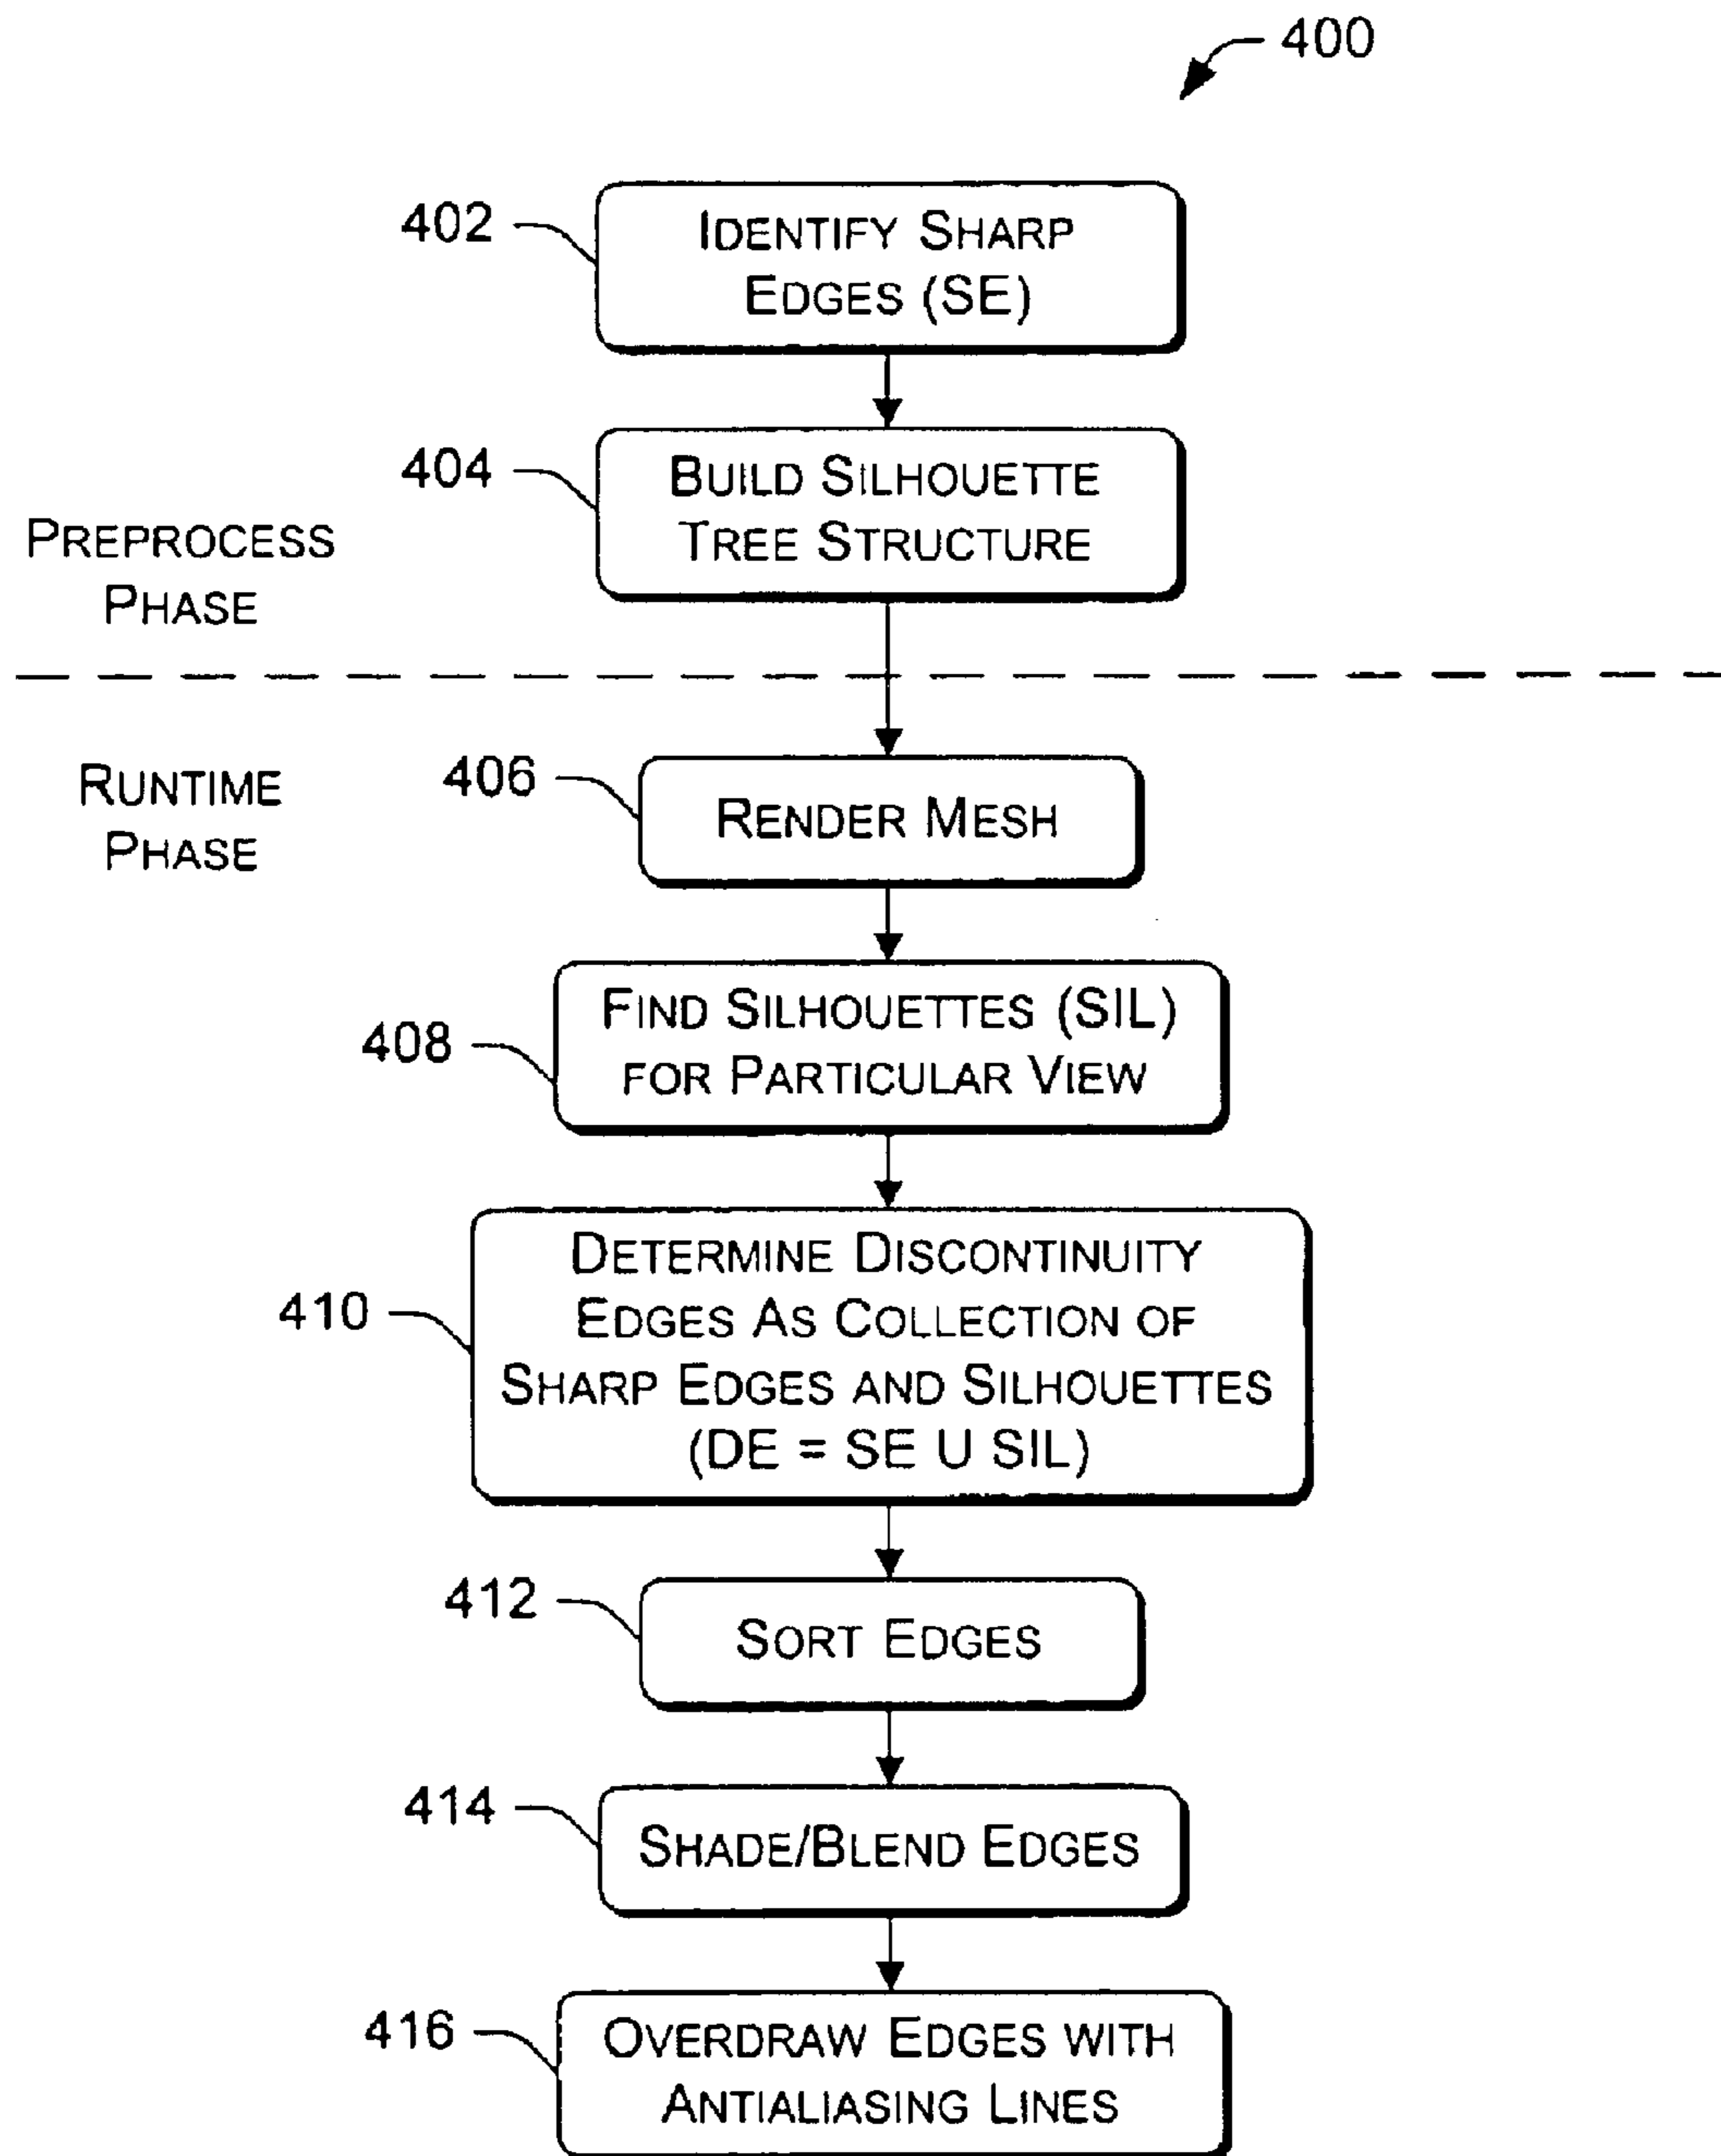 400
402
IDENTIFY SHARP
EDGES (SE)
404
BUILD SILHOUETTE
TREE STRUCTURE
PREPROCESS
PHASE
RUNTIME
PHASE
406
RENDER MESH
408
FIND SILHOUETTES (SIL)
FOR PARTICULAR VIEW
410
DETERMINE DISCONTINUITY
EDGES AS COLLECTION OF
SHARP EDGES AND SILHOUETTES
(DE = SE U SIL)
412
SORT EDGES
414
SHADE/BLEND EDGES
416
OVERDRAW EDGES WITH
ANTIALIASING LINES